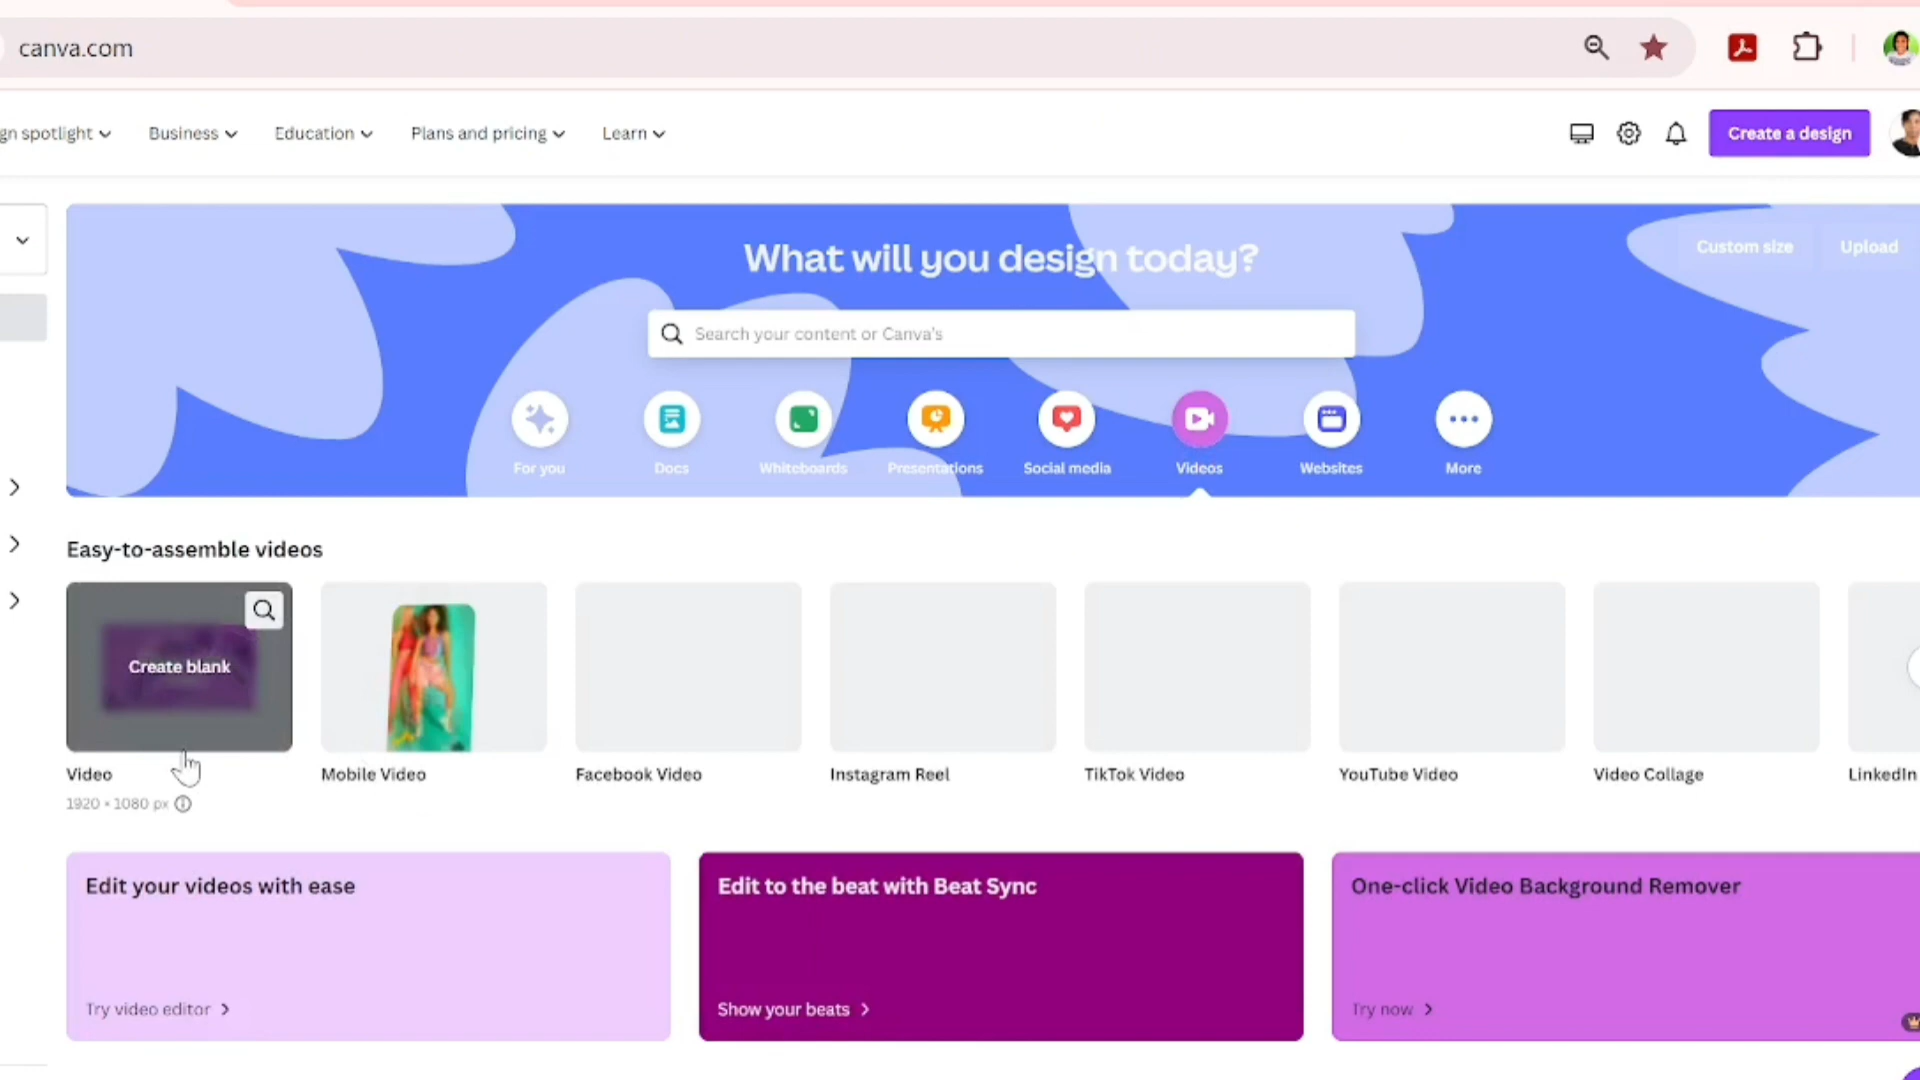 canva.com
gn spotlight
Business
Education
Plans and pricing
Learn
Create a design
What will you design today?
Custom size
Upload
Search your content or Canva's
For you
Docs
Whiteboards
Presentations
Social media
Videos
Websites
More
Easy-to-assemble videos
Create blank
Video
1920 × 1080 px
Mobile Video
Facebook Video
Instagram Reel
TikTok Video
YouTube Video
Video Collage
LinkedIn
Edit your videos with ease
Try video editor
Edit to the beat with Beat Sync
Show your beats
One-click Video Background Remover
Try now